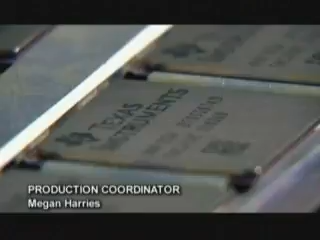 TEXAS
INSTRUMENTS
PRODUCTION COORDINATOR
Megan Harries